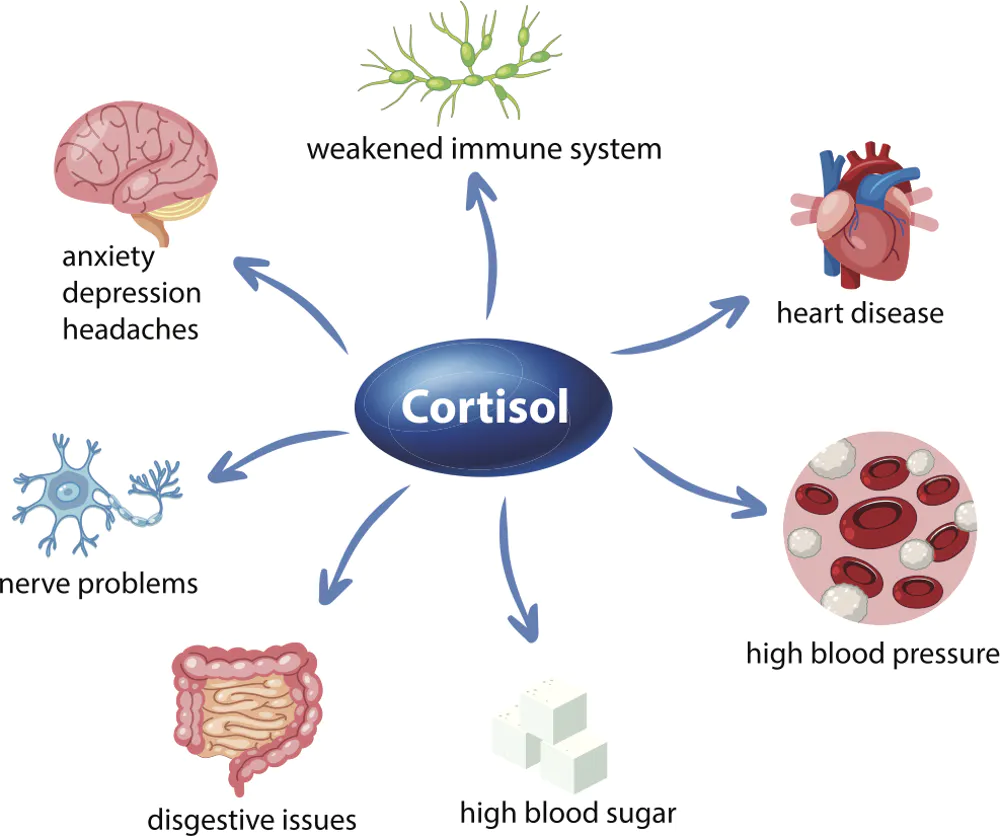 weakened immune system
anxiety
depression
headaches
heart disease
Cortisol
nerve problems
high blood pressure
disgestive issues
high blood sugar